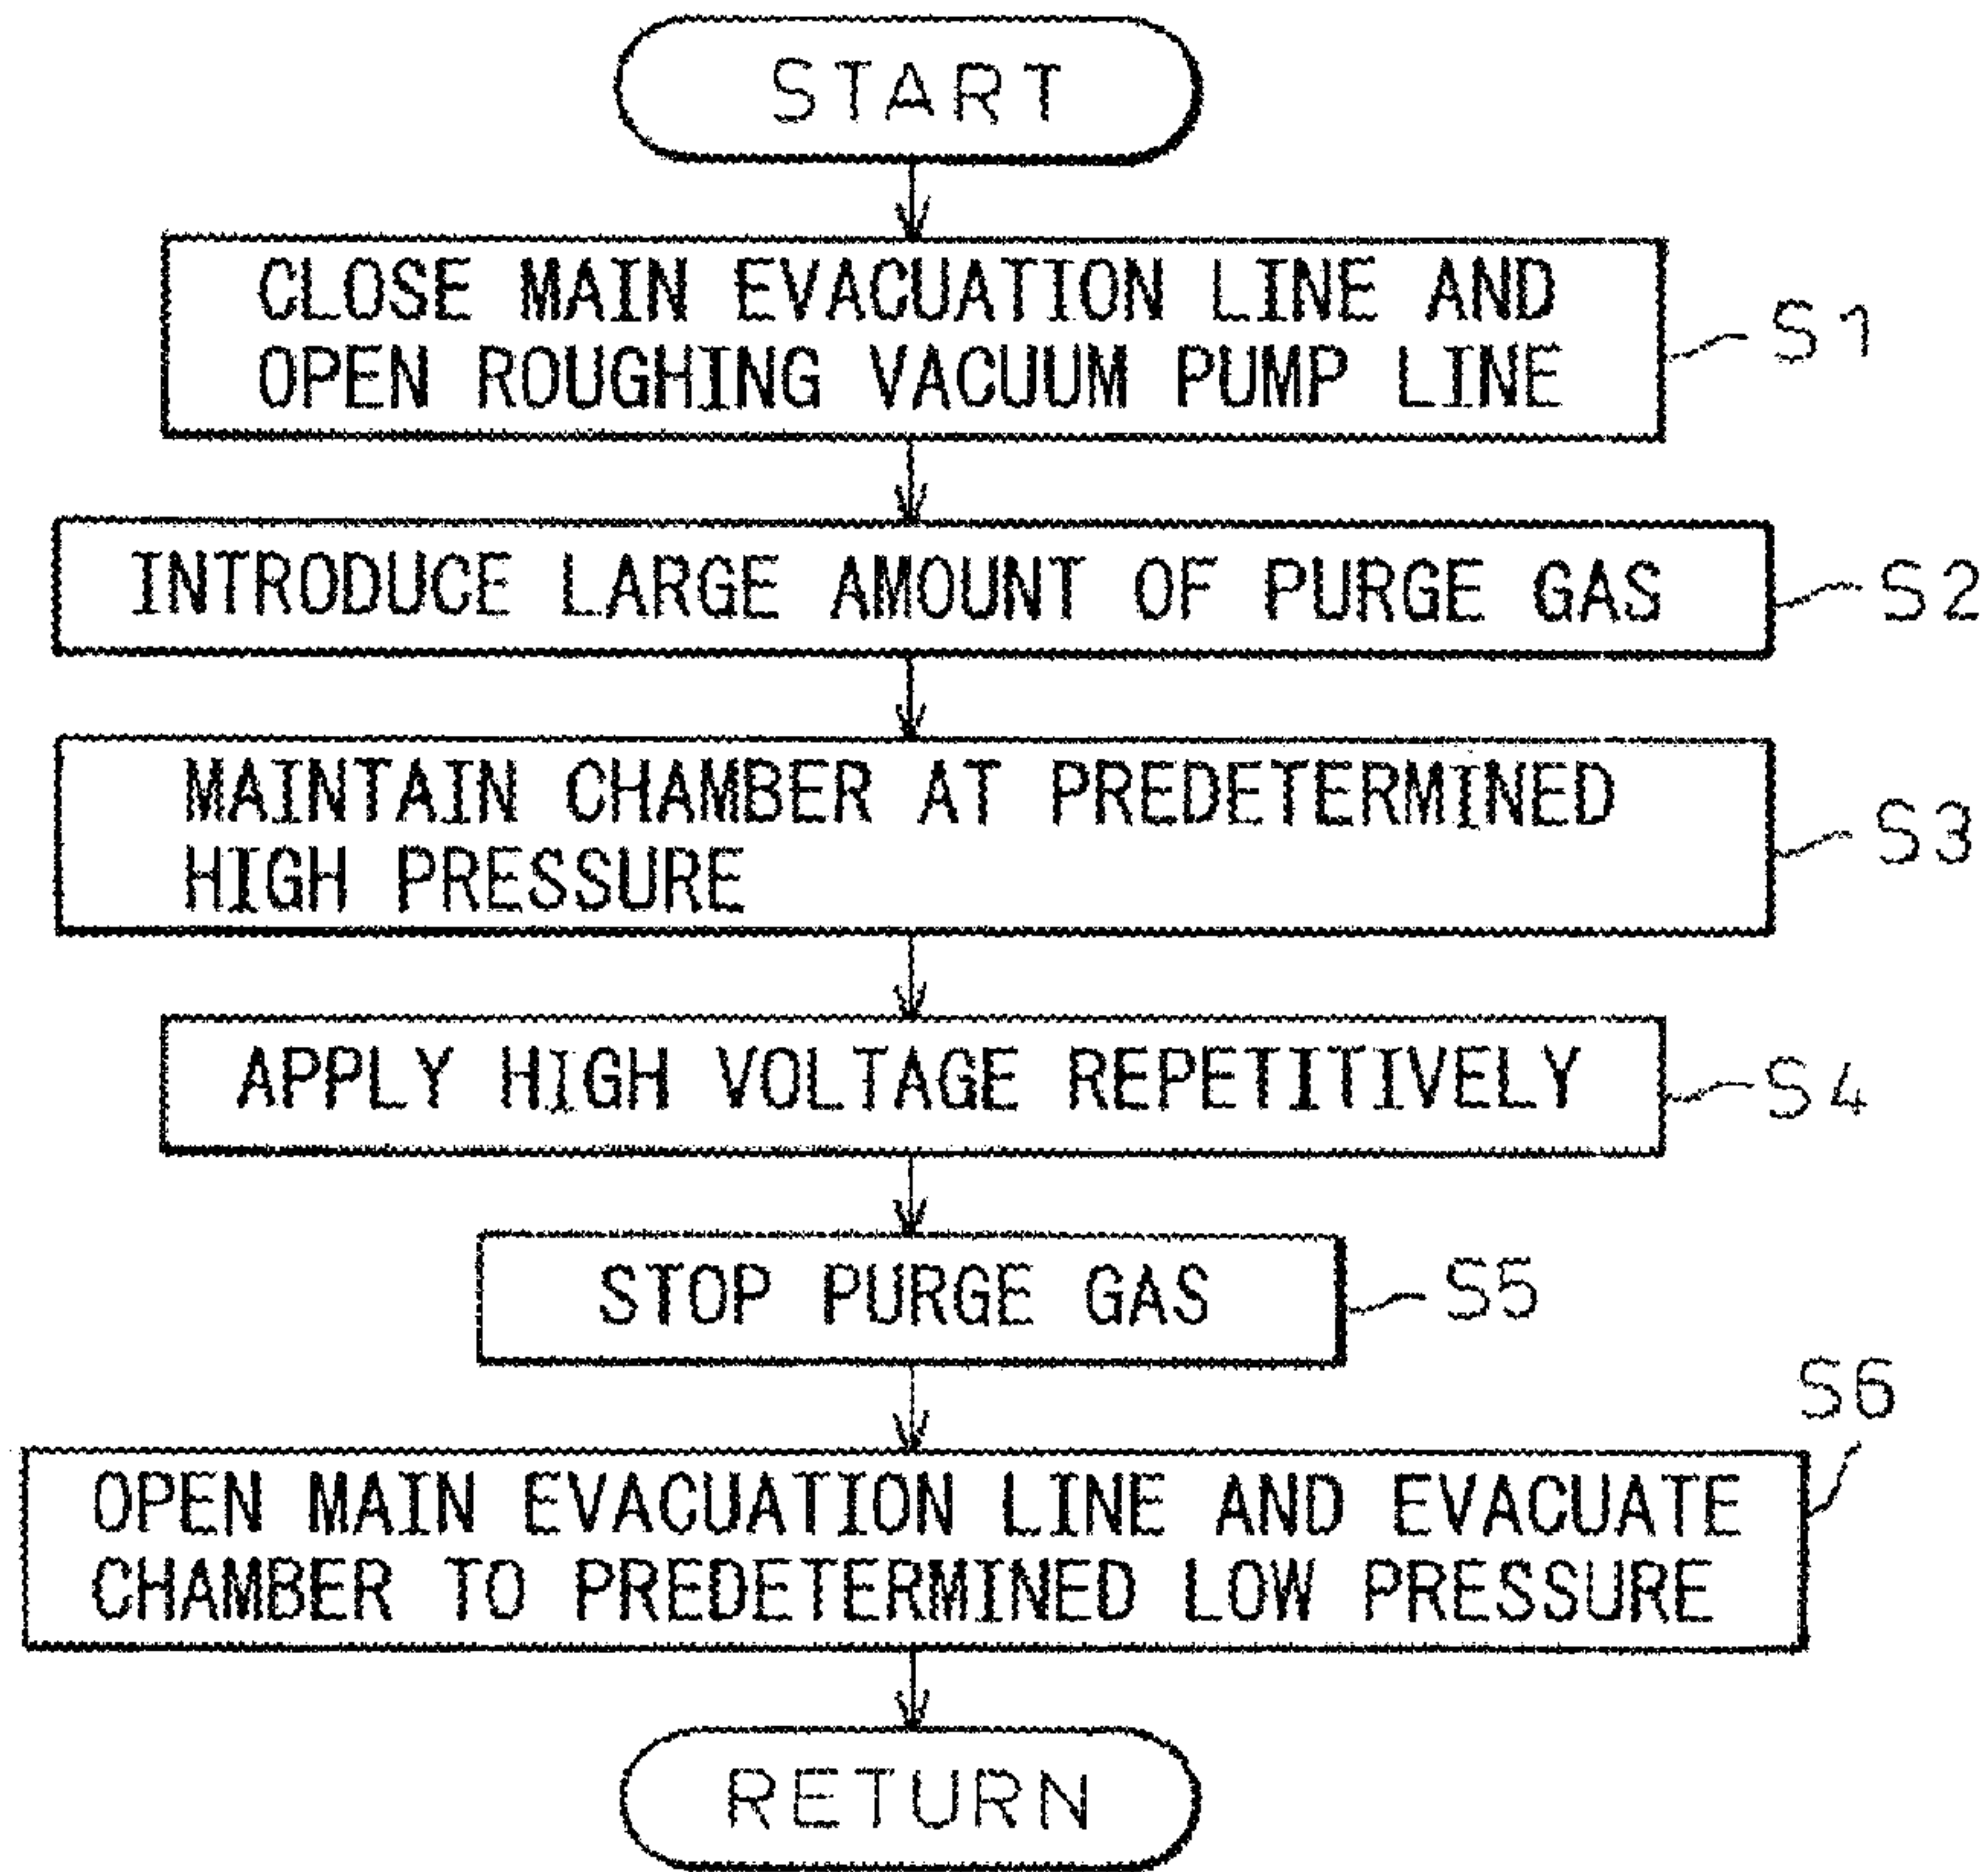 START
CLOSE MAIN EVACUATION LINE AND
OPEN ROUGHING VACUUM PUMP LINE
S1
INTRODUCE LARGE AMOUNT OF PURGE GAS
S2
MAINTAIN CHAMBER AT PREDETERMINED
HIGH PRESSURE
S3
APPLY HIGH VOLTAGE REPETITIVELY
S4
STOP PURGE GAS
S5
OPEN MAIN EVACUATION LINE AND EVACUATE
CHAMBER TO PREDETERMINED LOW PRESSURE
S6
RETURN